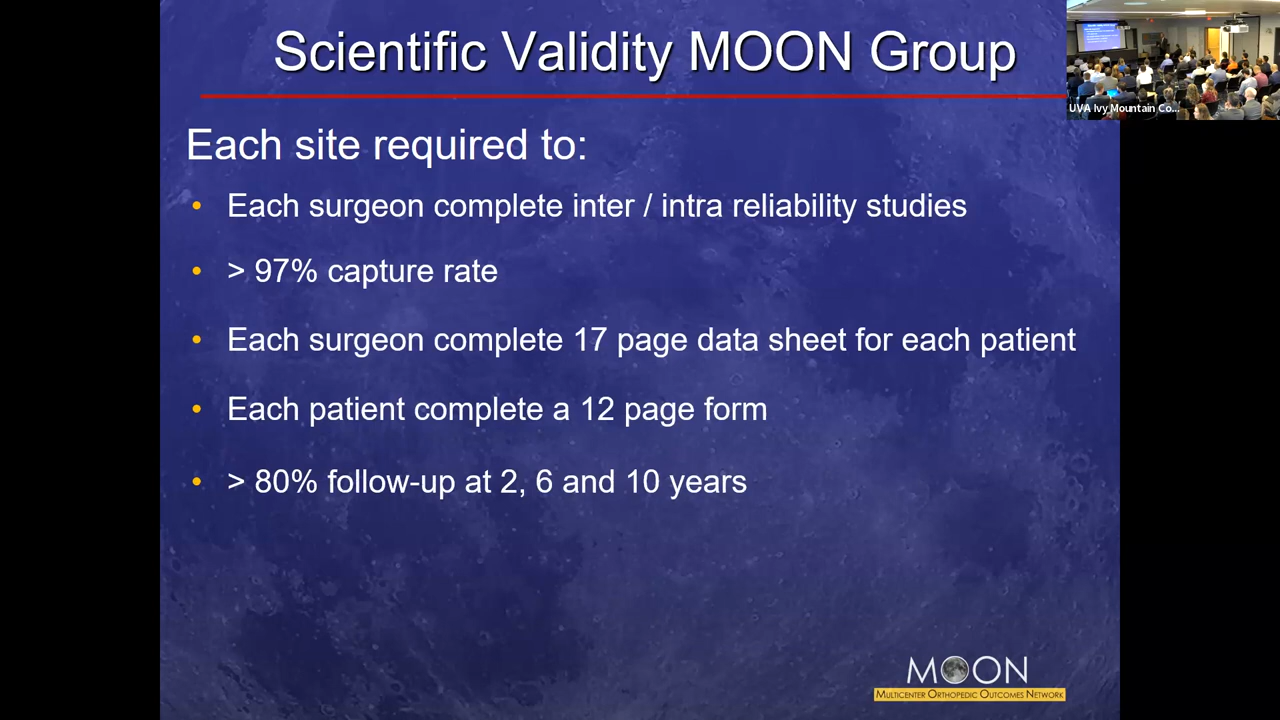 Scientific Validity MOON Group
UVA Ivy Mountain Co...
Each site required to:
• Each surgeon complete inter / intra reliability studies
• > 97% capture rate
• Each surgeon complete 17 page data sheet for each patient
• Each patient complete a 12 page form
• > 80% follow-up at 2, 6 and 10 years
MOON
MULTICENTER ORTHOPEDIC OUTCOMES NETWORK